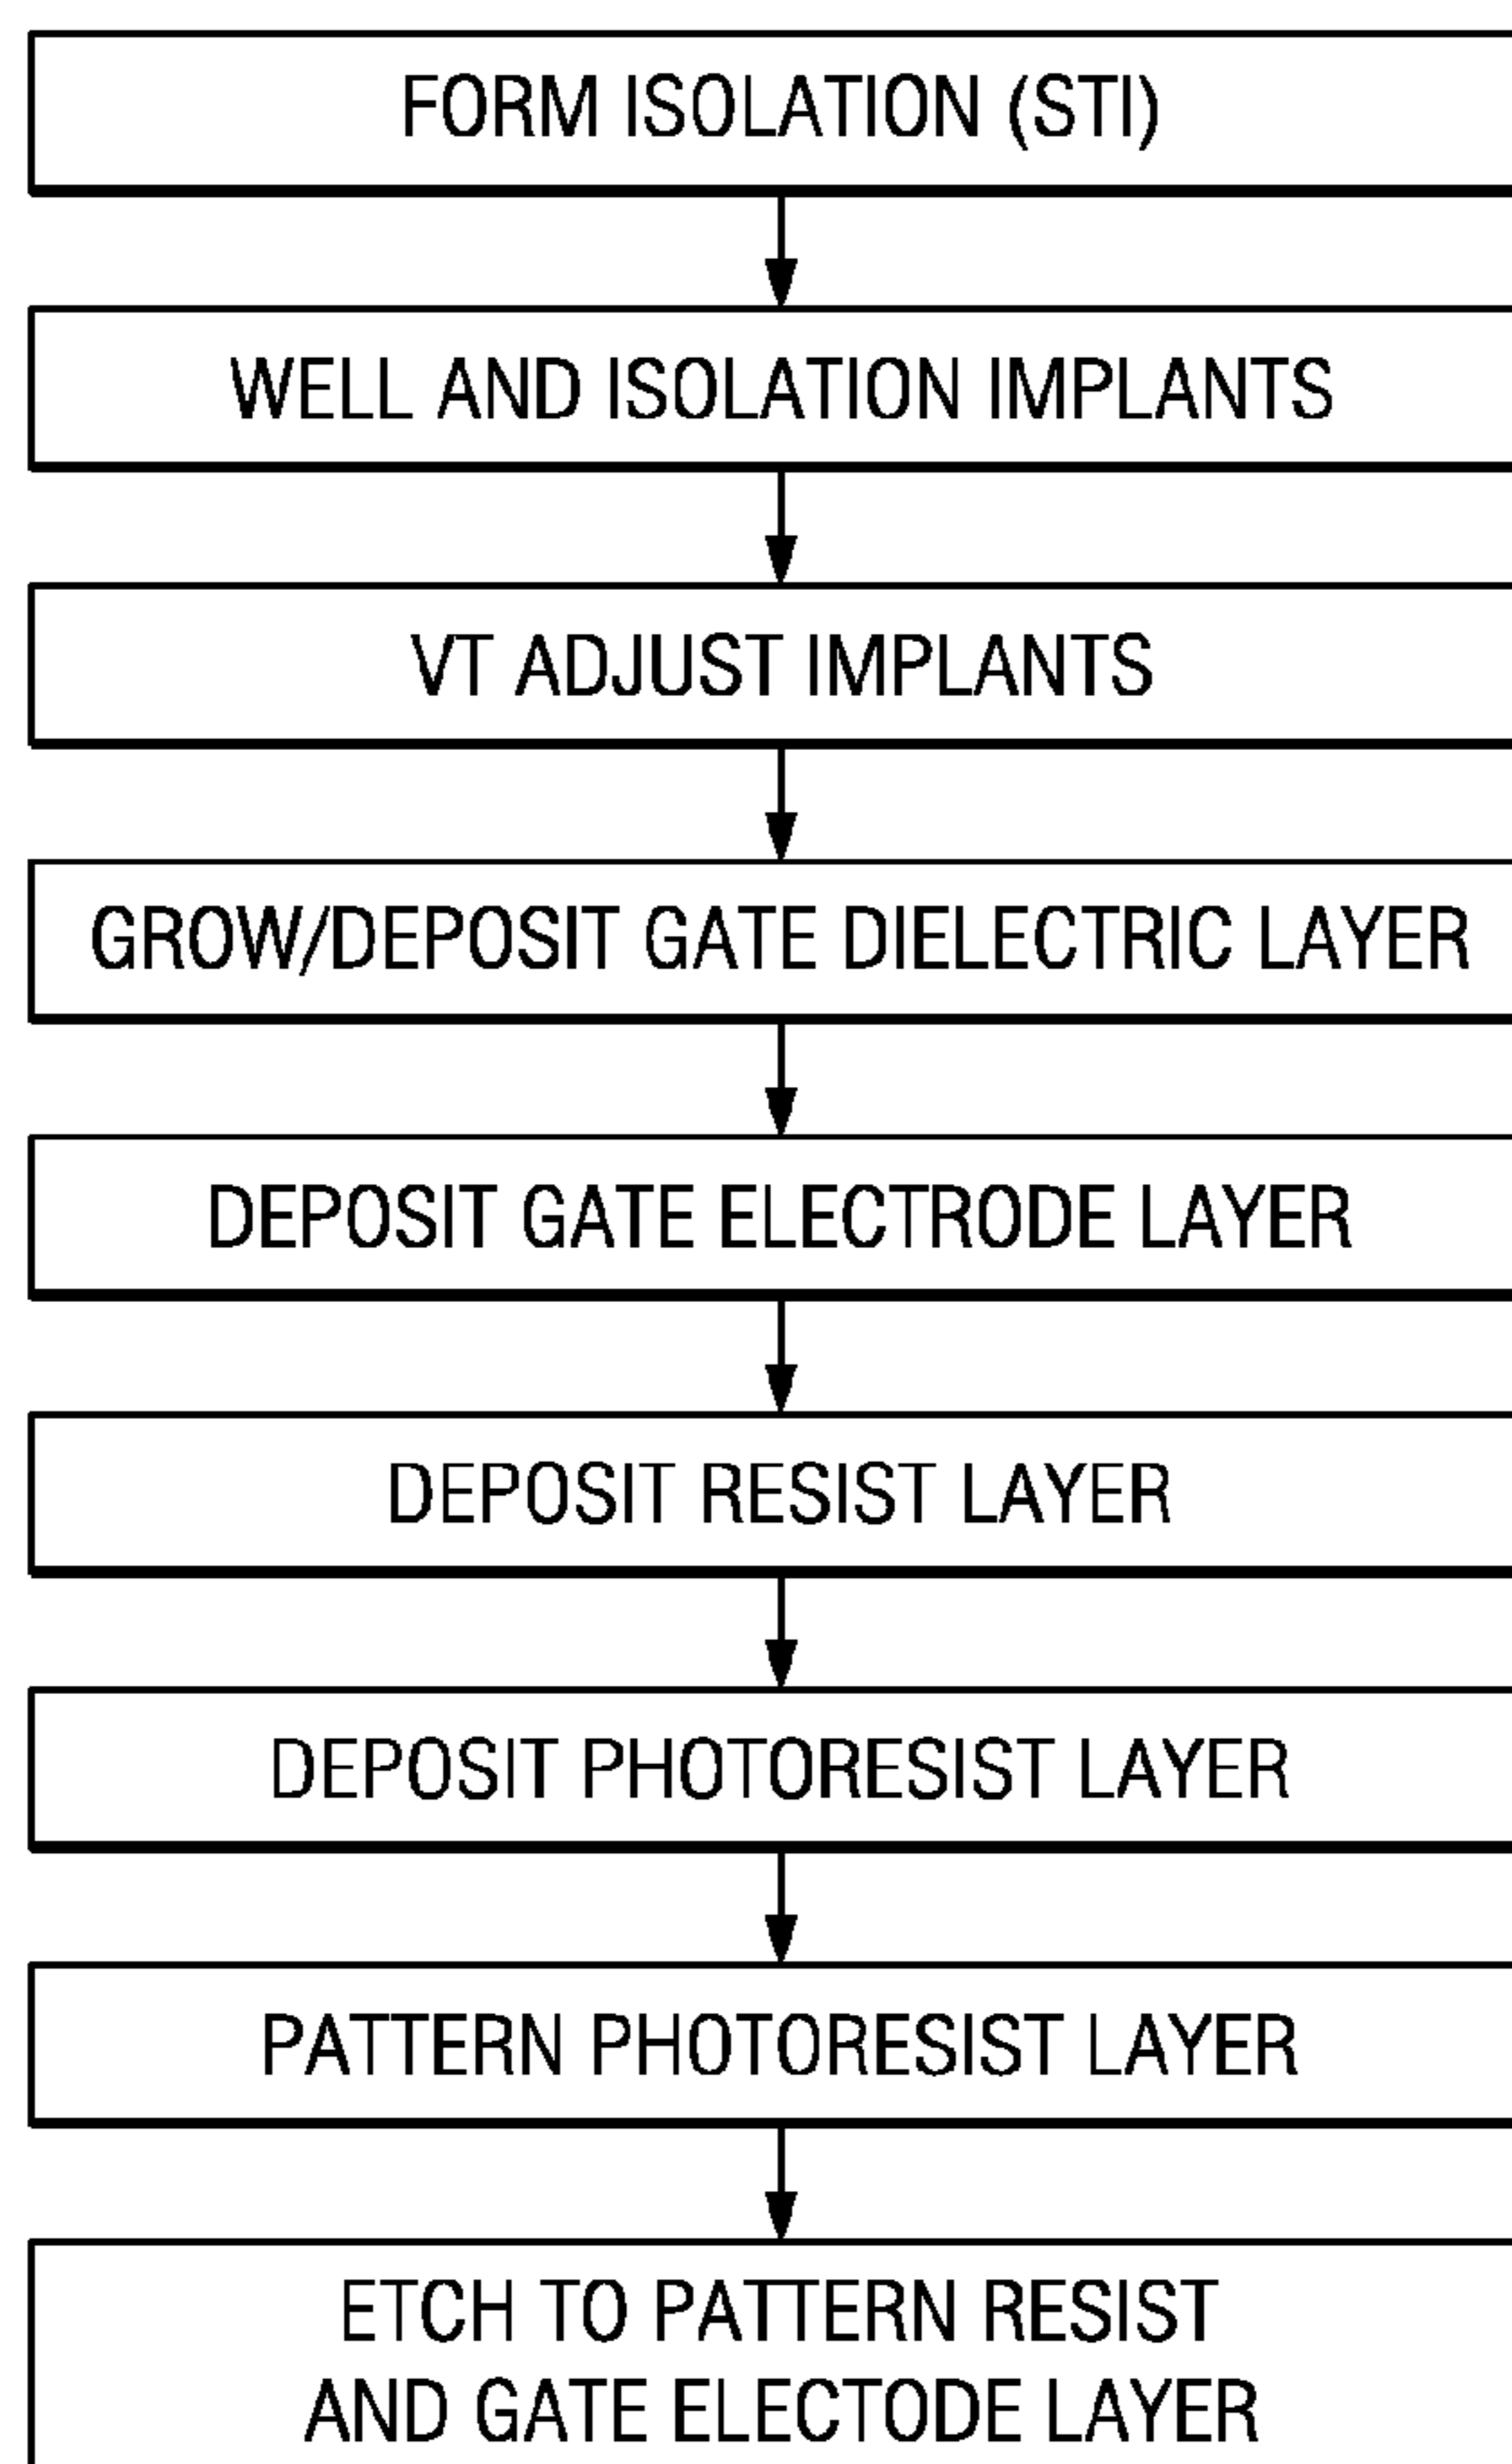 FORM ISOLATION (STI)
WELL AND ISOLATION IMPLANTS
VT ADJUST IMPLANTS
GROW/DEPOSIT GATE DIELECTRIC LAYER
DEPOSIT GATE ELECTRODE LAYER
DEPOSIT RESIST LAYER
DEPOSIT PHOTORESIST LAYER
PATTERN PHOTORESIST LAYER
ETCH TO PATTERN RESIST
AND GATE ELECTODE LAYER